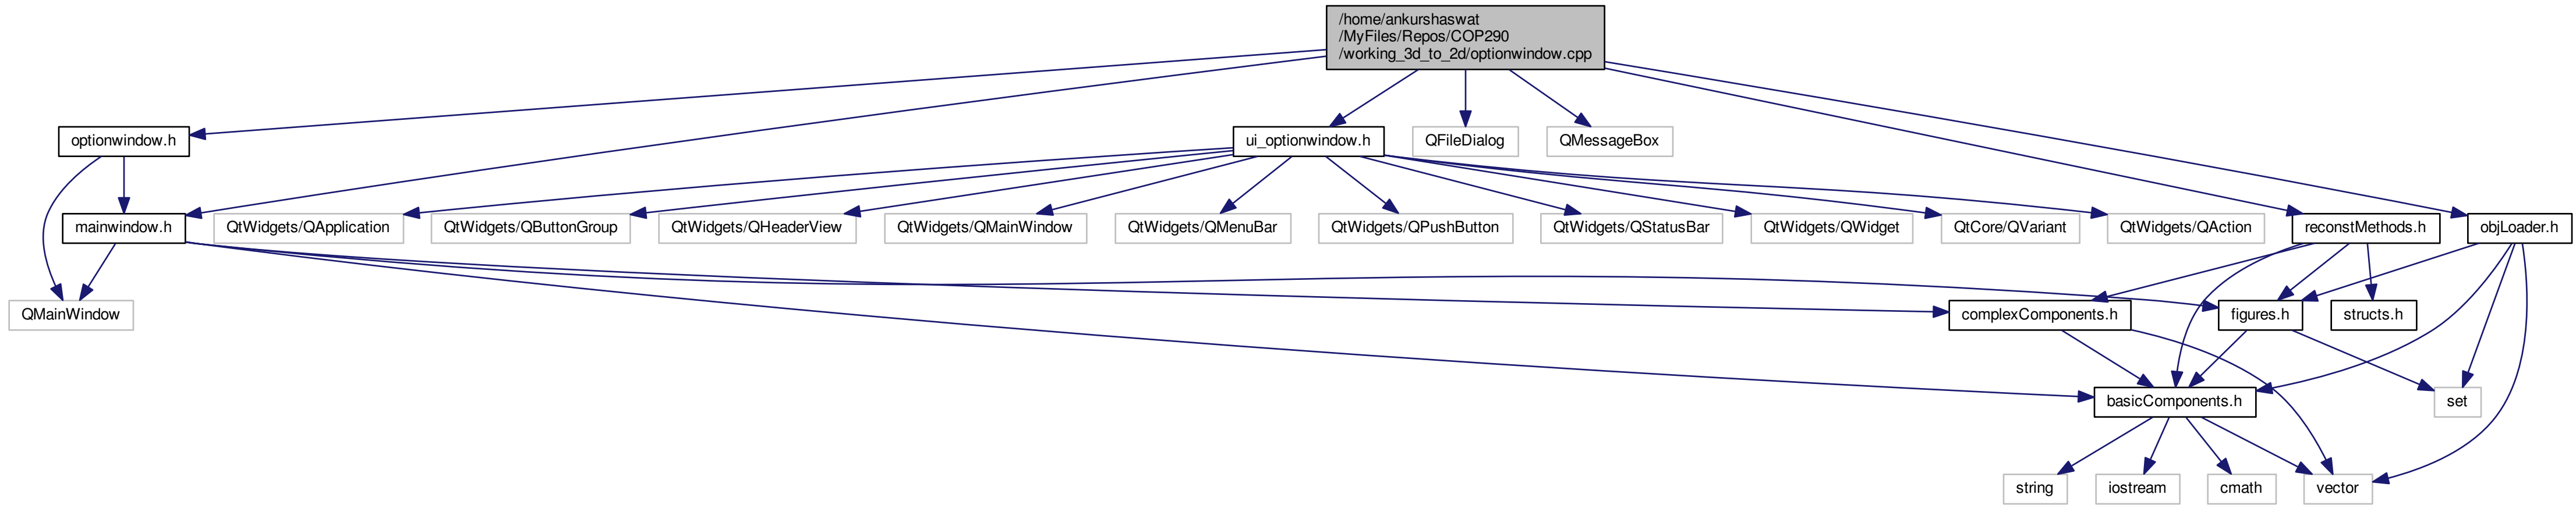 /home/ankurshaswat
/MyFiles/Repos/COP290
/working_3d_to_2d/optionwindow.cpp
optionwindow.h
ui_optionwindow.h
QFileDialog
QMessageBox
mainwindow.h
QtWidgets/QApplication
QtWidgets/QButtonGroup
QtWidgets/QHeaderView
QtWidgets/QMainWindow
QtWidgets/QMenuBar
QtWidgets/QPushButton
QtWidgets/QStatusBar
QtWidgets/QWidget
QtCore/QVariant
QtWidgets/QAction
reconstMethods.h
objLoader.h
QMainWindow
complexComponents.h
figures.h
structs.h
basicComponents.h
set
string
iostream
cmath
vector